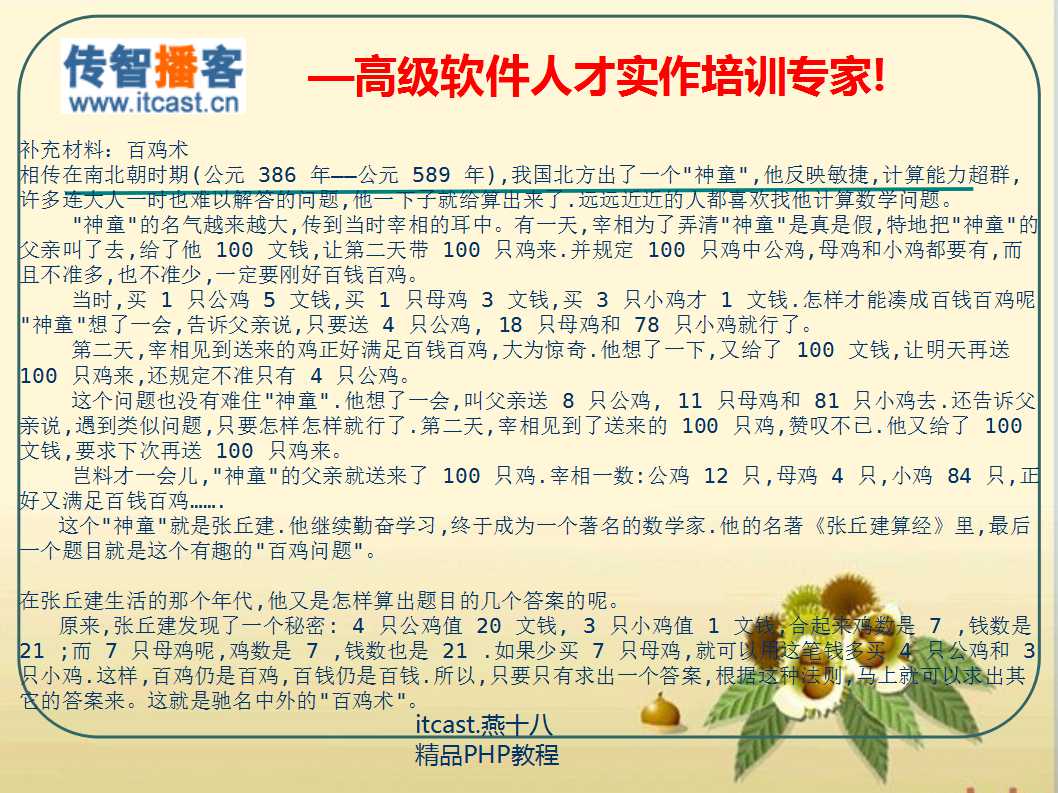 传智播客
www.itcast.cn
—高级软件人才实作培训专家!
补充材料: 百鸡术
相传在南北朝时期(公元 386 年——公元 589 年),我国北方出了一个"神童",他反映敏捷,计算能力超群,
许多连大人一时也难以解答的问题,他一下子就给算出来了.远远近近的人都喜欢找他计算数学问题。
"神童"的名气越来越大,传到当时宰相的耳中。有一天,宰相为了弄清"神童"是真是假,特地把"神童"的
父亲叫了去,给了他 100 文钱,让第二天带 100 只鸡来.并规定 100 只鸡中公鸡,母鸡和小鸡都要有,而
且不准多,也不准少,一定要刚好百钱百鸡。
当时,买 1 只公鸡 5 文钱,买 1 只母鸡 3 文钱,买 3 只小鸡才 1 文钱.怎样才能凑成百钱百鸡呢
"神童"想了一会,告诉父亲说,只要送 4 只公鸡, 18 只母鸡和 78 只小鸡就行了。
第二天,宰相见到送来的鸡正好满足百钱百鸡,大为惊奇.他想了一下,又给了 100 文钱,让明天再送
100 只鸡来,还规定不准只有 4 只公鸡。
这个问题也没有难住"神童".他想了一会,叫父亲送 8 只公鸡, 11 只母鸡和 81 只小鸡去.还告诉父
亲说,遇到类似问题,只要怎样怎样就行了.第二天,宰相见到了送来的 100 只鸡,赞叹不已.他又给了 100
文钱,要求下次再送 100 只鸡来。
岂料才一会儿,"神童"的父亲就送来了 100 只鸡.宰相一数:公鸡 12 只,母鸡 4 只,小鸡 84 只,正
好又满足百钱百鸡…….
这个"神童"就是张丘建.他继续勤奋学习,终于成为一个著名的数学家.他的名著《张丘建算经》里,最后
一个题目就是这个有趣的"百鸡问题"。
在张丘建生活的那个年代,他又是怎样算出题目的几个答案的呢。
原来,张丘建发现了一个秘密: 4 只公鸡值 20 文钱, 3 只小鸡值 1 文钱,合起来鸡数是 7 ,钱数是
21 ;而 7 只母鸡呢,鸡数是 7 ,钱数也是 21 .如果少买 7 只母鸡,就可以用这笔钱多买 4 只公鸡和 3
只小鸡.这样,百鸡仍是百鸡,百钱仍是百钱.所以,只要只有求出一个答案,根据这种法则,马上就可以求出其
它的答案来。这就是驰名中外的"百鸡术"。
itcast.燕十八
精品PHP教程